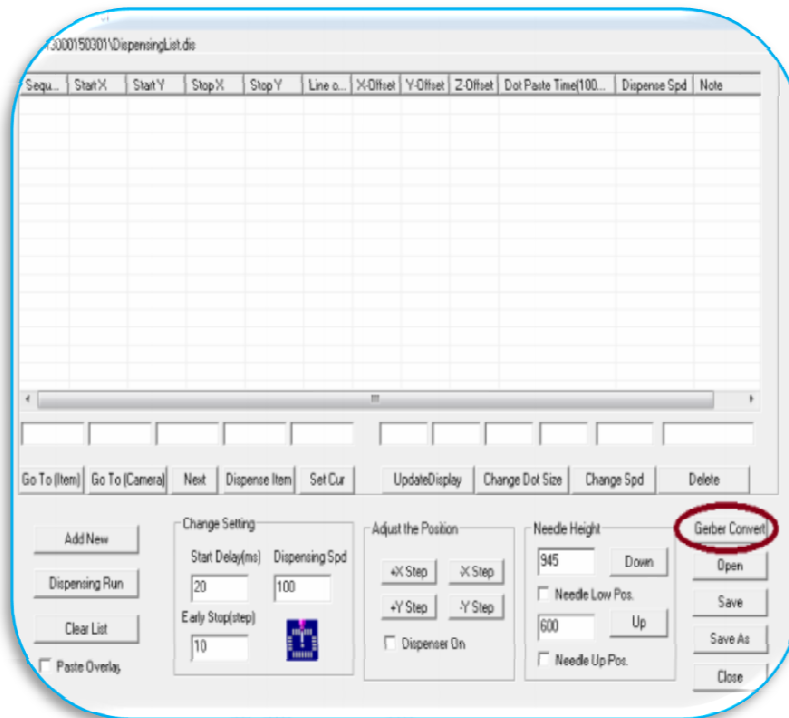 3000150301\DispensingList.dis
Sequ... Start X Start Y Stop X Stop Y Line o... X-Offset Y-Offset Z-Offset Dot Paste Time(100... Dispense Spd Note
Go To (Item) Go To (Camera) Next Dispense Item Set Cur UpdateDisplay Change Dot Size Change Spd Delete
Add New
Dispensing Run
Clear List
Paste Overlay
Change Setting
Start Delay(ms) Dispensing Spd
20 100
Early Stop(step)
10
Adjust the Position
+X Step -X Step
+Y Step -Y Step
Dispenser On
Needle Height
945 Down
Needle Low Pos.
600 Up
Needle Up Pos.
Gerber Convert
Open
Save
Save As
Close